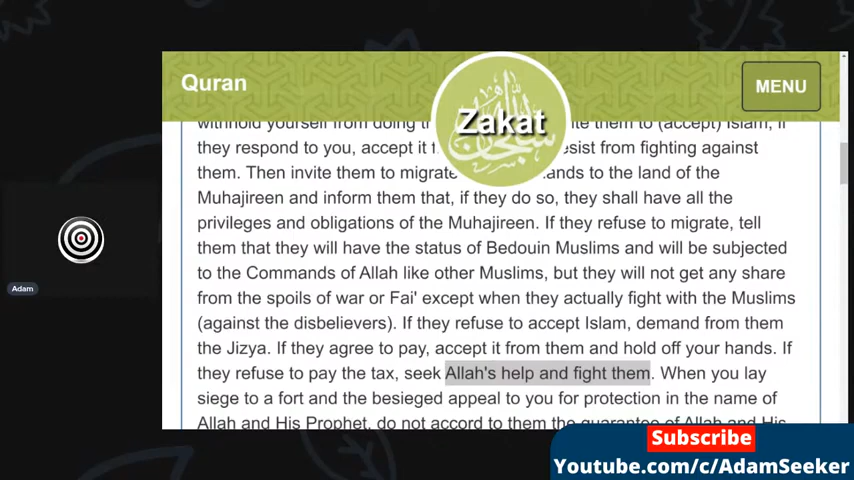 Quran
Zakat
MENU
withhold yourself from doing
ite them to (accept) Islam, if
they respond to you, accept it
esist from fighting against
them. Then invite them to migrate
ands to the land of the
Muhajireen and inform them that, if they do so, they shall have all the
privileges and obligations of the Muhajireen. If they refuse to migrate, tell
them that they will have the status of Bedouin Muslims and will be subjected
to the Commands of Allah like other Muslims, but they will not get any share
from the spoils of war or Fai' except when they actually fight with the Muslims
(against the disbelievers). If they refuse to accept Islam, demand from them
the Jizya. If they agree to pay, accept it from them and hold off your hands. If
they refuse to pay the tax, seek Allah's help and fight them. When you lay
siege to a fort and the besieged appeal to you for protection in the name of
Allah and His Prophet, do not accord to them the guarantee of Allah and His
Adam
Subscribe
Youtube.com/c/AdamSeeker